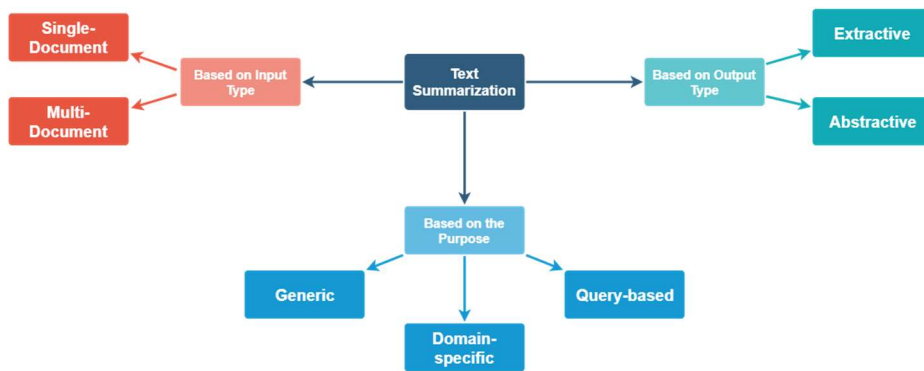 Single-
Document
Multi-
Document
Based on Input
Type
Text
Summarization
Based on Output
Type
Extractive
Abstractive
Based on the
Purpose
Generic
Domain-
specific
Query-based